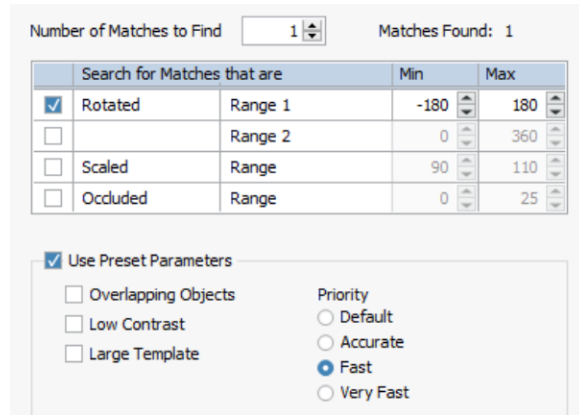 Number of Matches to Find 1 Matches Found: 1
Search for Matches that are Min Max
Rotated Range 1 -180 180
Range 2 0 360
Scaled Range 90 110
Occluded Range 0 25
Use Preset Parameters
Overlapping Objects Priority
Low Contrast Default
Large Template Accurate
Fast
Very Fast